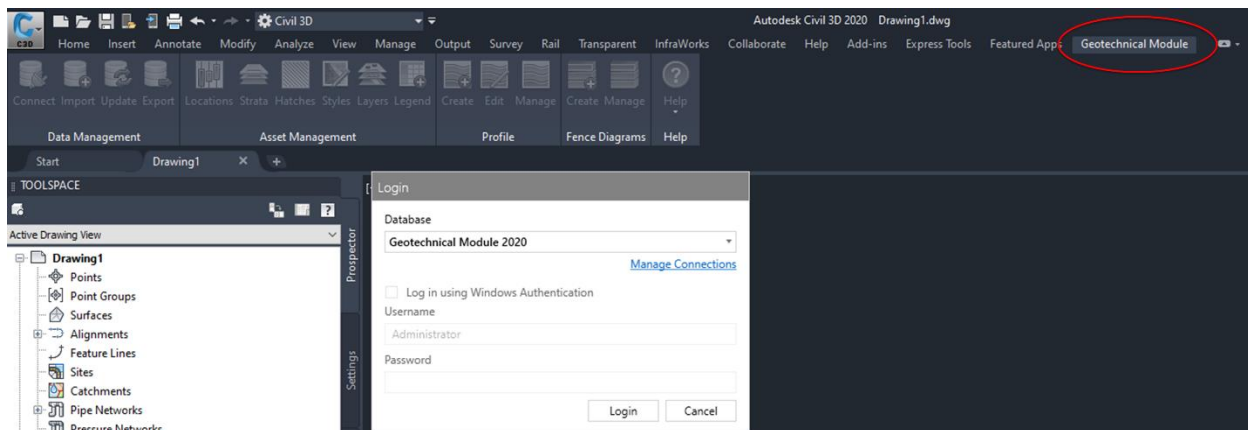 Civil 3D
Autodesk Civil 3D 2020 Drawing1.dwg
C3D
Home Insert Annotate Modify Analyze View Manage Output Survey Rail Transparent InfraWorks Collaborate Help Add-ins Express Tools Featured Apps Geotechnical Module
Connect Import Update Export Locations Strata Hatches Styles Layers Legend Create Edit Manage Create Manage Help
Data Management Asset Management Profile Fence Diagrams Help
Start Drawing1
TOOLSPACE
Active Drawing View
Drawing1
Points
Point Groups
Surfaces
Alignments
Feature Lines
Sites
Catchments
Pipe Networks
Pressure Networks
Prospector
Settings
Login
Database
Geotechnical Module 2020
Manage Connections
Log in using Windows Authentication
Username
Administrator
Password
Login Cancel